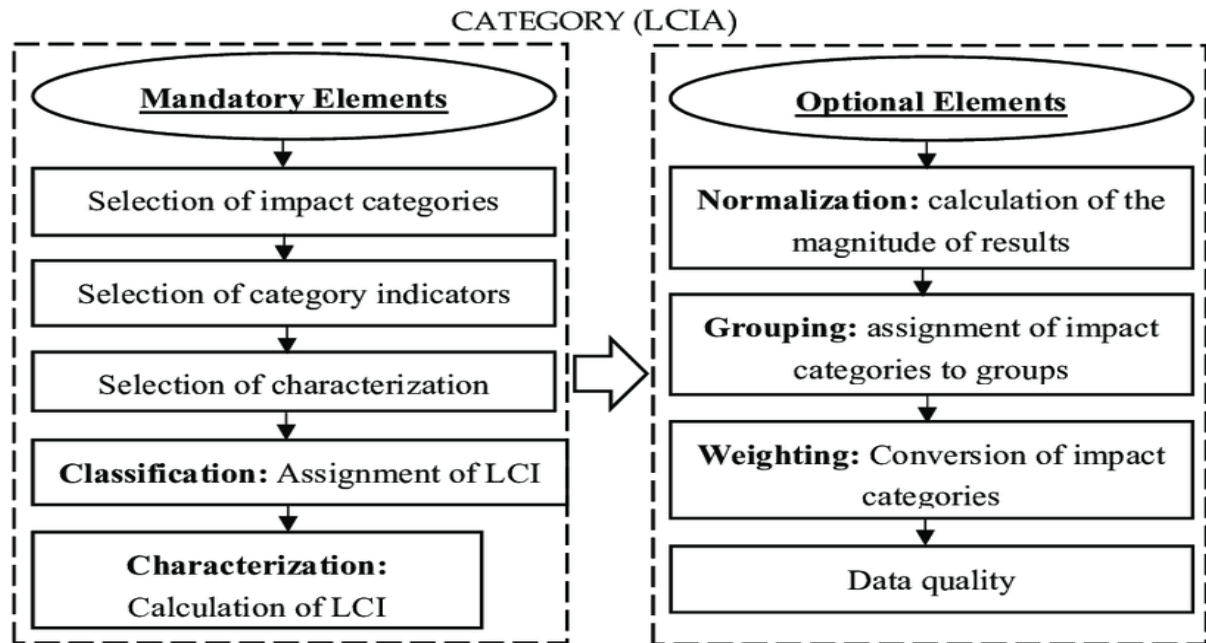 CATEGORY (LCIA)
Mandatory Elements
Selection of impact categories
Selection of category indicators
Selection of characterization
Classification: Assignment of LCI
Characterization:
Calculation of LCI
Optional Elements
Normalization: calculation of the
magnitude of results
Grouping: assignment of impact
categories to groups
Weighting: Conversion of impact
categories
Data quality